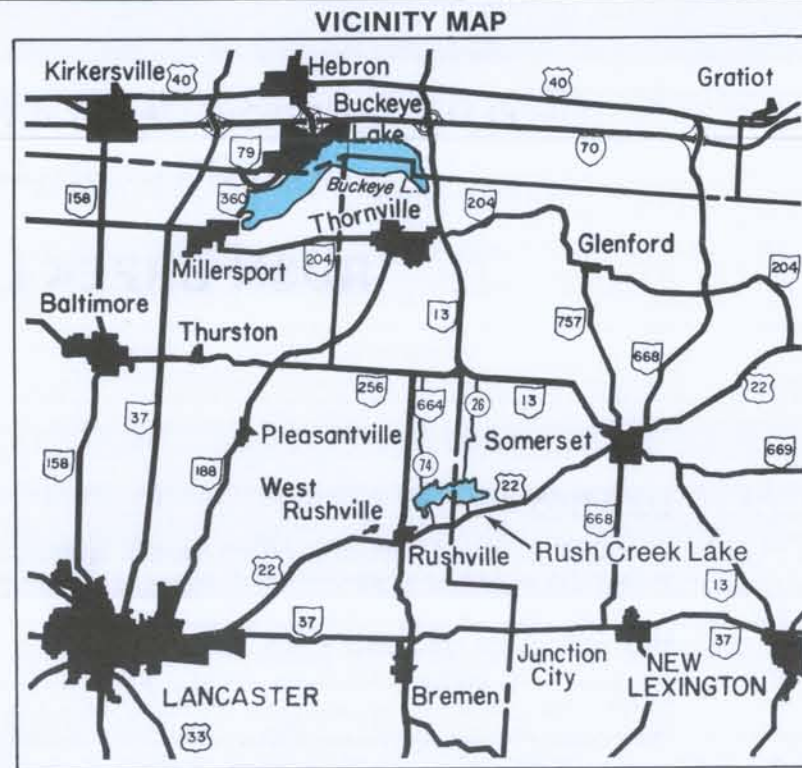 VICINITY MAP
Kirkersville
40
Hebron
40
Gratiot
Buckeye
Lake
79
70
158
360
Buckeye L.
Thornville
204
Glenford
Millersport
204
204
Baltimore
Thurston
13
757
668
22
256
664
26
13
37
Pleasantville
Somerset
158
188
74
669
West
Rushville
22
668
Rushville
Rush Creek Lake
22
13
37
Junction
City
NEW
LEXINGTON
37
LANCASTER
Bremen
33